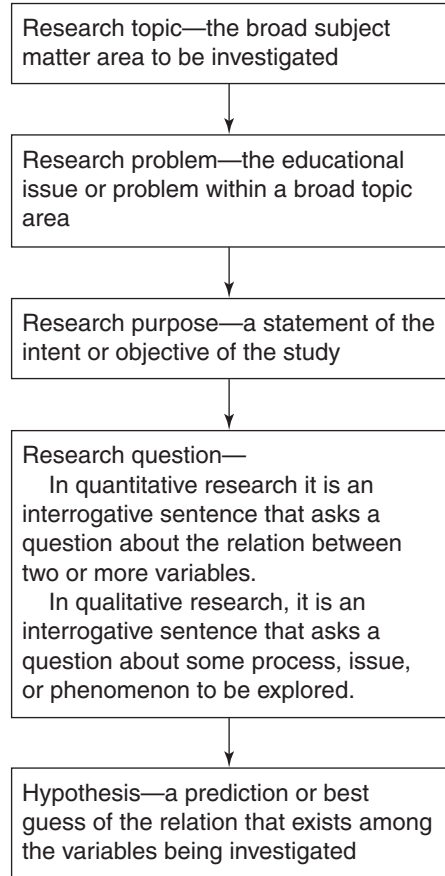 Research topic—the broad subject
matter area to be investigated
Research problem—the educational
issue or problem within a broad topic
area
Research purpose—a statement of the
intent or objective of the study
Research question—
In quantitative research it is an
interrogative sentence that asks a
question about the relation between
two or more variables.
In qualitative research, it is an
interrogative sentence that asks a
question about some process, issue,
or phenomenon to be explored.
Hypothesis—a prediction or best
guess of the relation that exists among
the variables being investigated